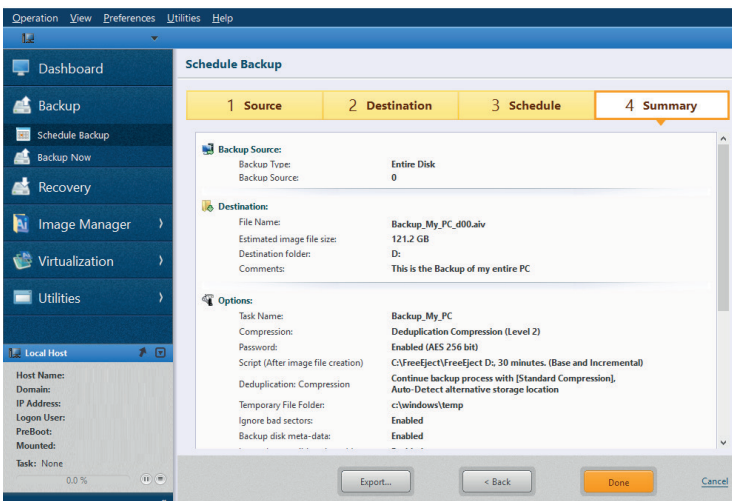 Operation View Preferences Utilities Help
Dashboard
Backup
Schedule Backup
Backup Now
Recovery
Image Manager
Virtualization
Utilities
Local Host
Host Name:
Domain:
IP Address:
Logon User:
PreBoot:
Mounted:
Task: None
0.0 %
Schedule Backup
1 Source 2 Destination 3 Schedule 4 Summary
Backup Source:
Backup Type: Entire Disk
Backup Source: 0
Destination:
File Name: Backup_My_PC_d00.aiv
Estimated image file size: 121.2 GB
Destination folder: D:
Comments: This is the Backup of my entire PC
Options:
Task Name: Backup_My_PC
Compression: Deduplication Compression (Level 2)
Password: Enabled (AES 256 bit)
Script (After image file creation) C:\FreeEject\FreeEject D:, 30 minutes. (Base and Incremental)
Deduplication: Compression Continue backup process with [Standard Compression],
Auto-Detect alternative storage location
Temporary File Folder: c:\windows\temp
Ignore bad sectors: Enabled
Backup disk meta-data: Enabled
Export... < Back Done Cancel